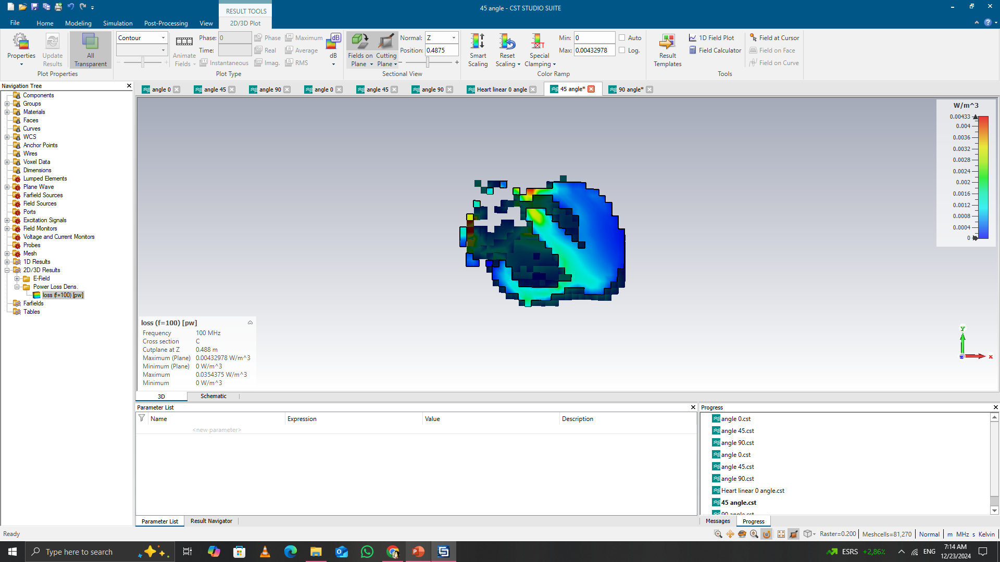 RESULT TOOLS
45 angle - CST STUDIO SUITE
File Home Modeling Simulation Post-Processing View 2D/3D Plot
Properties
Update Results
All Transparent
Plot Properties
Contour
Animate Fields
Phase: 0
Time:
Phase
Real
Instantaneous
Maximum
Average
Imag.
RMS
dB
dB
Plot Type
Fields on Plane
Cutting Plane
Normal: Z
Position: 0.4875
Sectional View
Smart Scaling
Reset Scaling
Special Clamping
Min: 0
Max: 0.00432978
Auto
Log.
Color Ramp
Result Templates
1D Field Plot
Field Calculator
Field at Cursor
Field on Face
Field on Curve
Tools
Navigation Tree
Components
Groups
Materials
Faces
Curves
WCS
Anchor Points
Wires
Voxel Data
Dimensions
Lumped Elements
Plane Wave
Farfield Sources
Field Sources
Ports
Excitation Signals
Field Monitors
Voltage and Current Monitors
Probes
Mesh
1D Results
2D/3D Results
E-Field
Power Loss Dens.
loss (f=100) [pw]
Farfields
Tables
angle 0 angle 45 angle 90 angle 0 angle 45 angle 90 Heart linear 0 angle 45 angle* 90 angle*
W/m^3
0.00433
0.004
0.0036
0.0032
0.0028
0.0024
0.002
0.0016
0.0012
0.0008
0.0004
0
loss (f=100) [pw]
Frequency 100 MHz
Cross section C
Cutplane at Z 0.488 m
Maximum (Plane) 0.00432978 W/m^3
Minimum (Plane) 0 W/m^3
Maximum 0.0354375 W/m^3
Minimum 0 W/m^3
y
z
x
3D Schematic
Parameter List
Name Expression Value Description
<new parameter>
Parameter List Result Navigator
Progress
angle 0.cst
angle 45.cst
angle 90.cst
angle 0.cst
angle 45.cst
angle 90.cst
Heart linear 0 angle.cst
45 angle.cst
90 angle.cst
Messages Progress
Ready
Raster=0.200 Meshcells=81,270 Normal m MHz s Kelvin
Type here to search
ESRS +2,86%
ENG
7:14 AM
12/23/2024